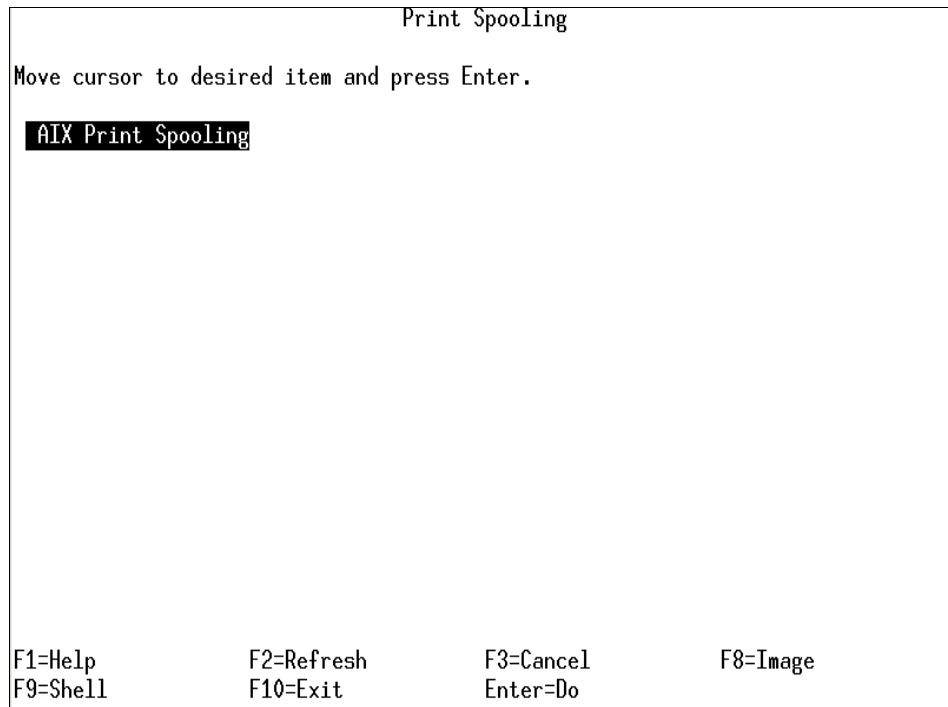 Print Spooling
Move cursor to desired item and press Enter.
AIX Print Spooling
F1=Help F2=Refresh F3=Cancel F8=Image
F9=Shell F10=Exit Enter=Do